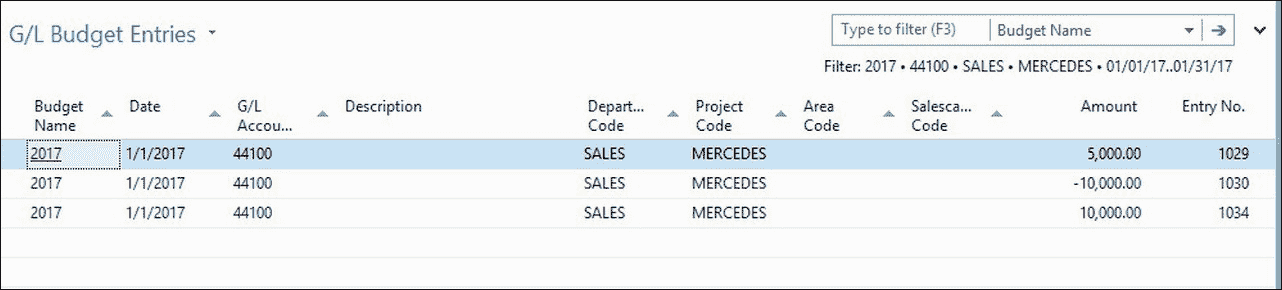 G/L Budget Entries
Type to filter (F3) Budget Name
Filter: 2017 • 44100 • SALES • MERCEDES • 01/01/17..01/31/17
Budget Name Date G/L Accou... Description Depart... Code Project Code Area Code Salesca... Code Amount Entry No.
2017 1/1/2017 44100 SALES MERCEDES 5,000.00 1029
2017 1/1/2017 44100 SALES MERCEDES -10,000.00 1030
2017 1/1/2017 44100 SALES MERCEDES 10,000.00 1034